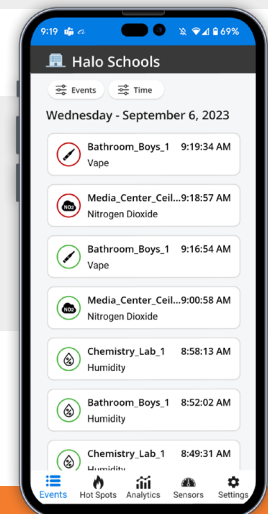 9:19 69%
Halo Schools
Events Time
Wednesday - September 6, 2023
Bathroom_Boys_1 9:19:34 AM
Vape
Media_Center_Ceil...9:18:57 AM
NO2
Nitrogen Dioxide
Bathroom_Boys_1 9:16:54 AM
Vape
Media_Center_Ceil...9:00:58 AM
NO2
Nitrogen Dioxide
Chemistry_Lab_1 8:58:13 AM
Humidity
Bathroom_Boys_1 8:52:02 AM
Humidity
Chemistry_Lab_1 8:49:31 AM
Humidity
Events Hot Spots Analytics Sensors Settings